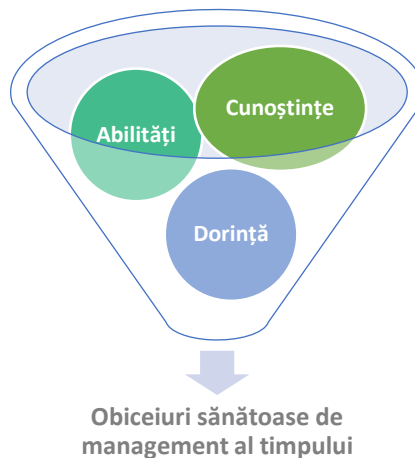 Cunoștințe
Abilități
Dorință
Obiceiuri sănătoase de
management al timpului